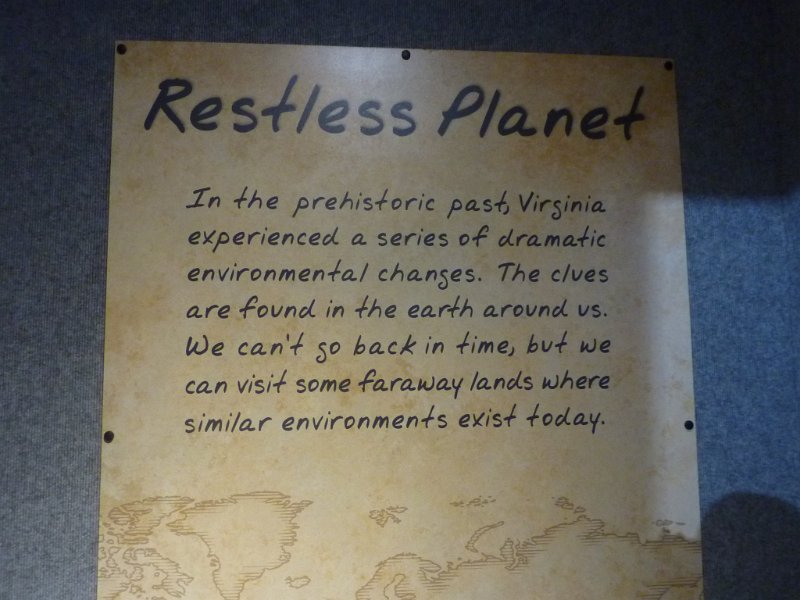 Restless Planet
In the prehistoric past, Virginia
experienced a series of dramatic
environmental changes. The clues
are found in the earth around us.
We can't go back in time, but we
can visit some faraway lands where
similar environments exist today.